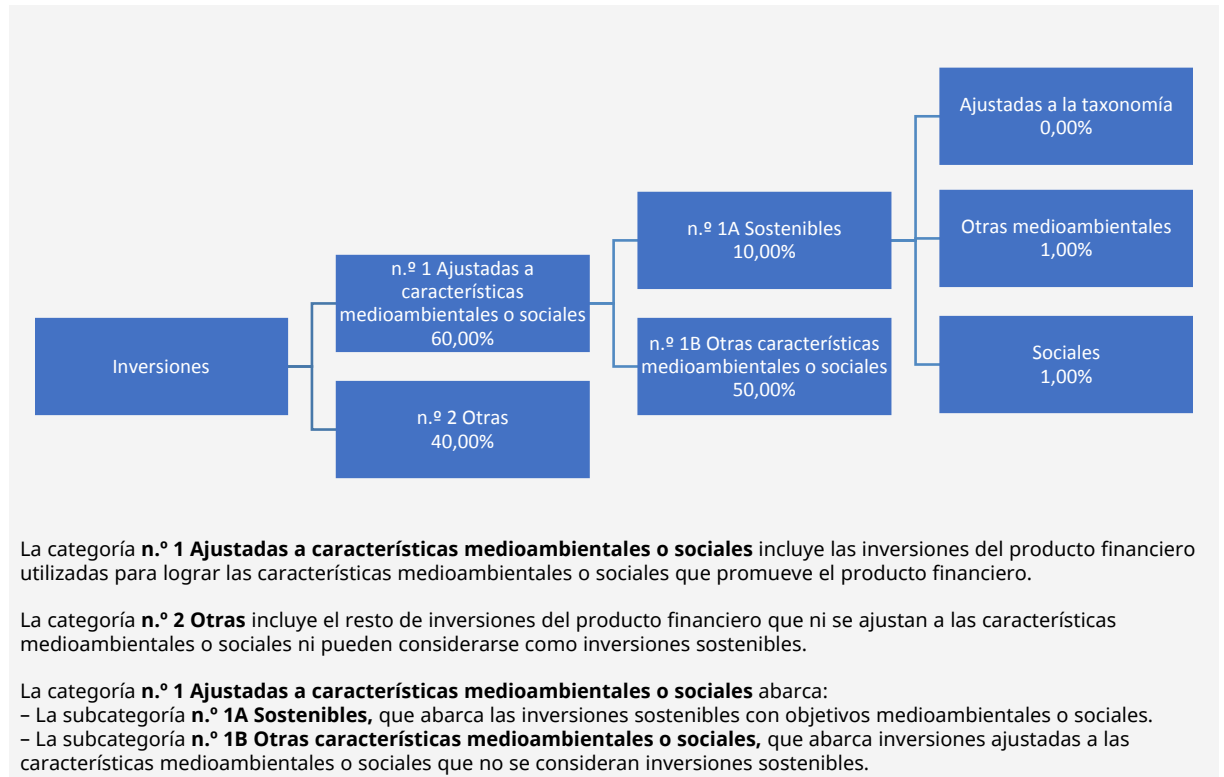 Inversiones
n.º 1 Ajustadas a
características
medioambientales o sociales
60,00%
n.º 2 Otras
40,00%
n.º 1A Sostenibles
10,00%
n.º 1B Otras características
medioambientales o sociales
50,00%
Ajustadas a la taxonomía
0,00%
Otras medioambientales
1,00%
Sociales
1,00%
La categoría n.º 1 Ajustadas a características medioambientales o sociales incluye las inversiones del producto financiero
utilizadas para lograr las características medioambientales o sociales que promueve el producto financiero.
La categoría n.º 2 Otras incluye el resto de inversiones del producto financiero que ni se ajustan a las características
medioambientales o sociales ni pueden considerarse como inversiones sostenibles.
La categoría n.º 1 Ajustadas a características medioambientales o sociales abarca:
– La subcategoría n.º 1A Sostenibles, que abarca las inversiones sostenibles con objetivos medioambientales o sociales.
– La subcategoría n.º 1B Otras características medioambientales o sociales, que abarca inversiones ajustadas a las
características medioambientales o sociales que no se consideran inversiones sostenibles.